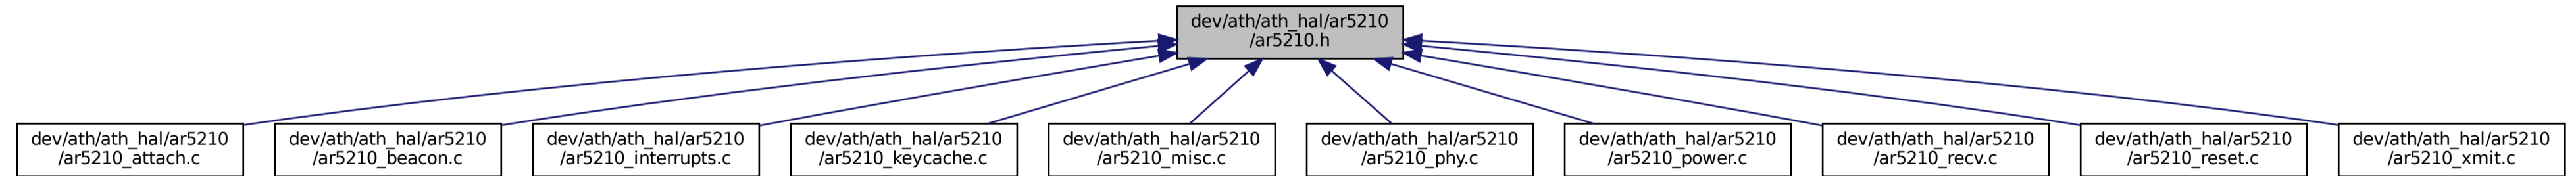 dev/ath/ath_hal/ar5210
/ar5210.h
dev/ath/ath_hal/ar5210
/ar5210_attach.c
dev/ath/ath_hal/ar5210
/ar5210_beacon.c
dev/ath/ath_hal/ar5210
/ar5210_interrupts.c
dev/ath/ath_hal/ar5210
/ar5210_keycache.c
dev/ath/ath_hal/ar5210
/ar5210_misc.c
dev/ath/ath_hal/ar5210
/ar5210_phy.c
dev/ath/ath_hal/ar5210
/ar5210_power.c
dev/ath/ath_hal/ar5210
/ar5210_recv.c
dev/ath/ath_hal/ar5210
/ar5210_reset.c
dev/ath/ath_hal/ar5210
/ar5210_xmit.c